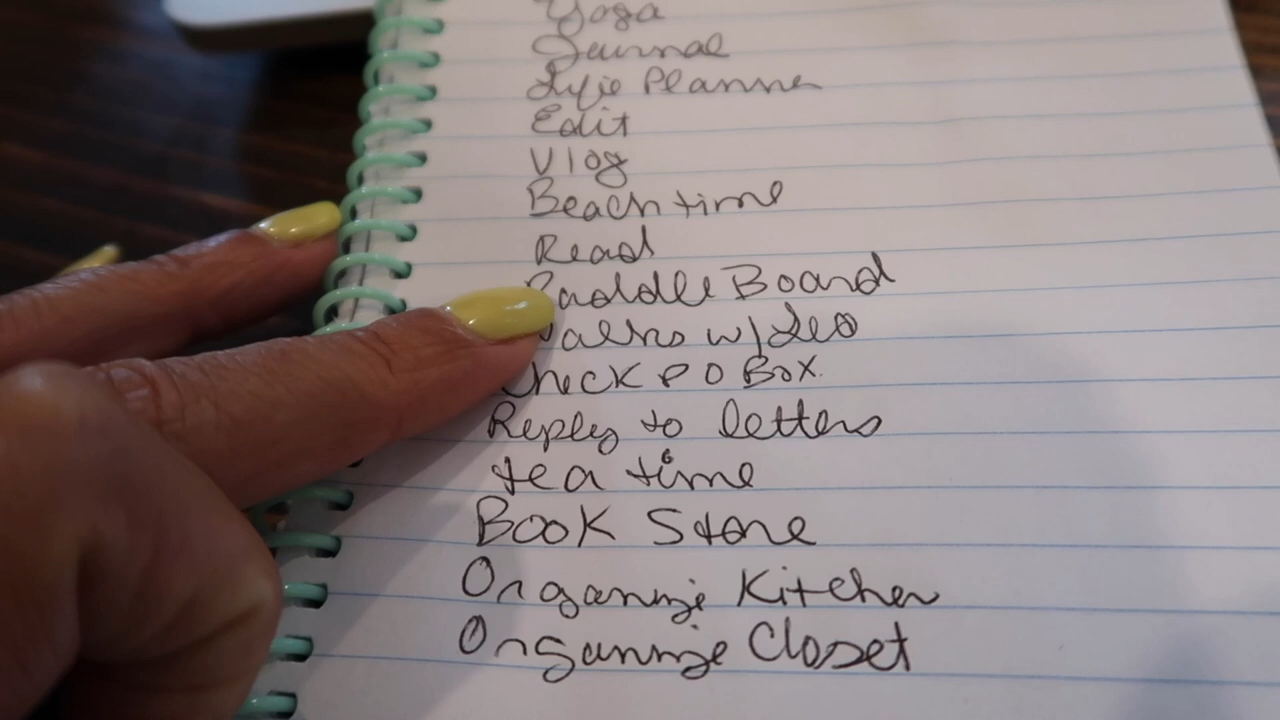 Yoga
Journal
Life Planner
Edit
Vlog
Beach time
Read
Paddle Board
Walks w/ Leo
Check PO Box.
Reply to letters
tea time
Book Store
Organize Kitchen
Organize Closet